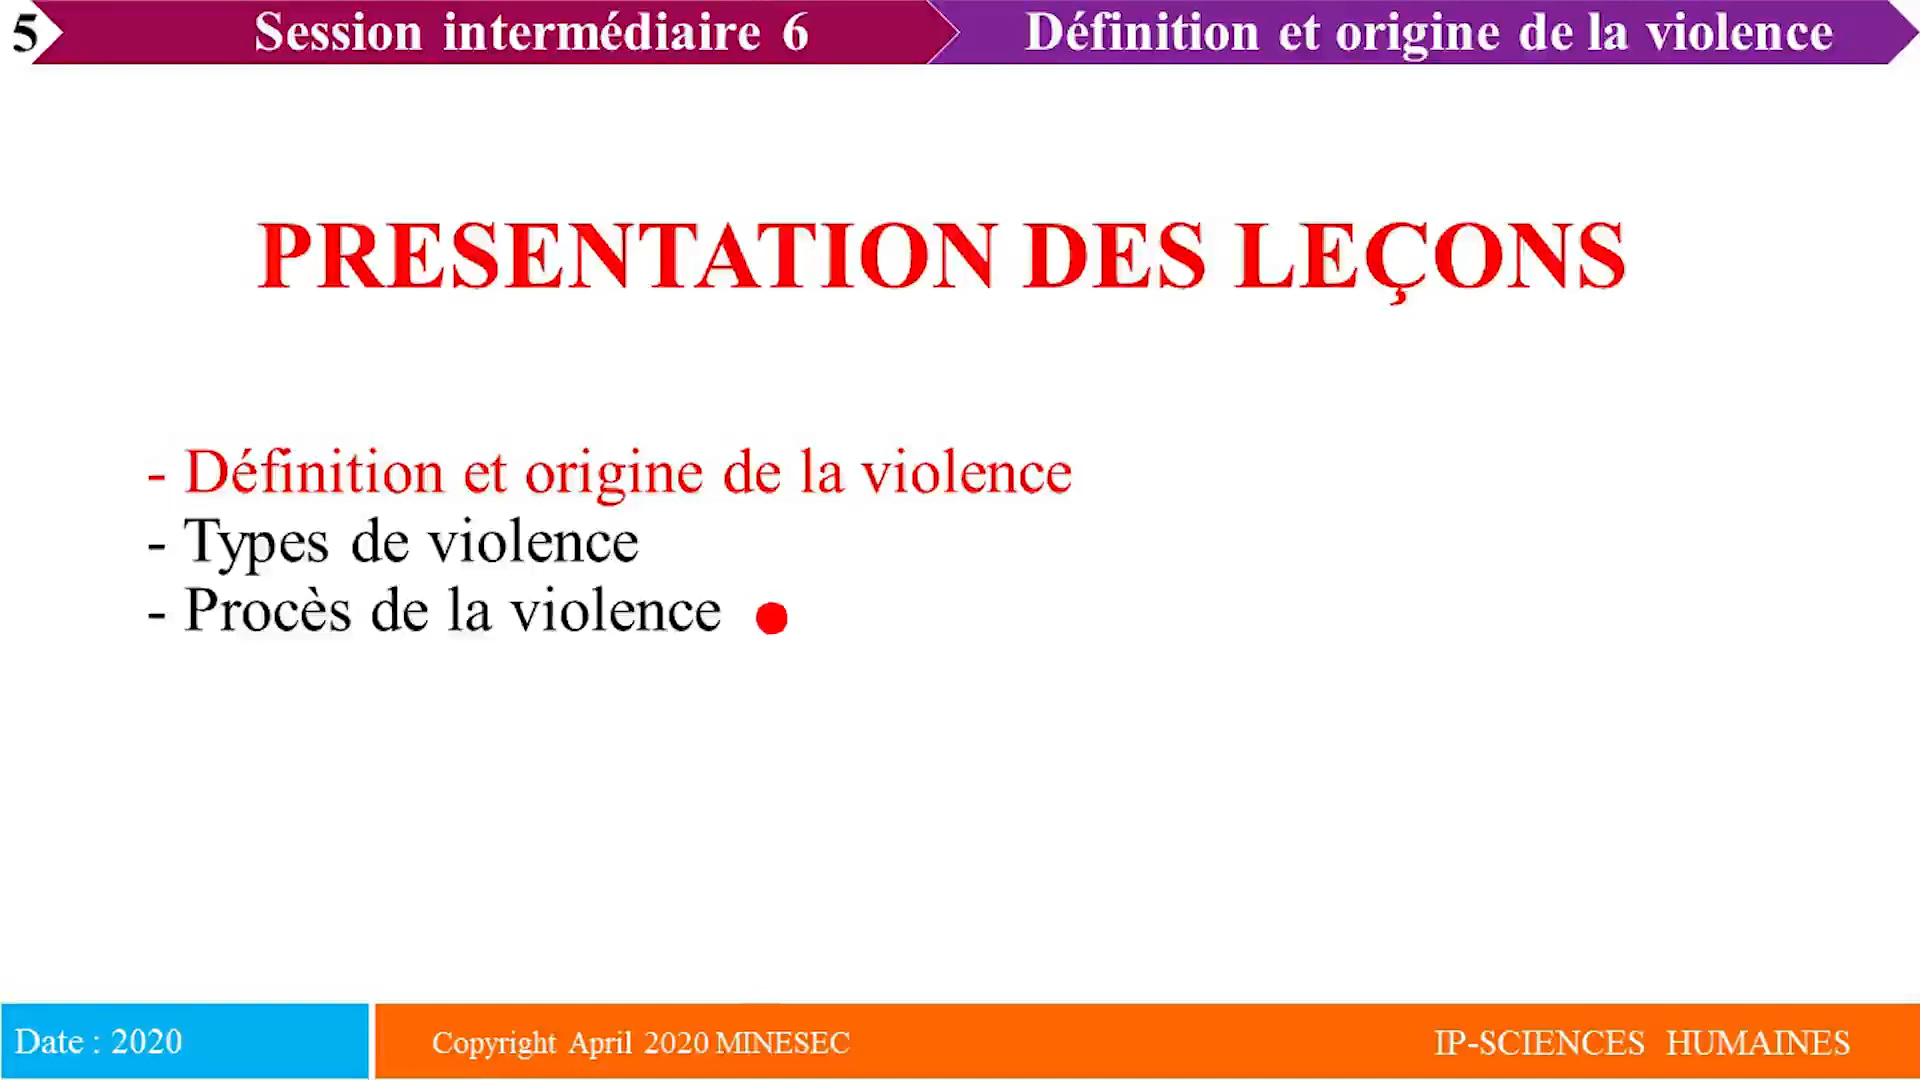 5 Session intermédiaire 6 Définition et origine de la violence
PRESENTATION DES LEÇONS
- Définition et origine de la violence
- Types de violence
- Procès de la violence
Date : 2020 Copyright April 2020 MINESEC IP-SCIENCES HUMAINES